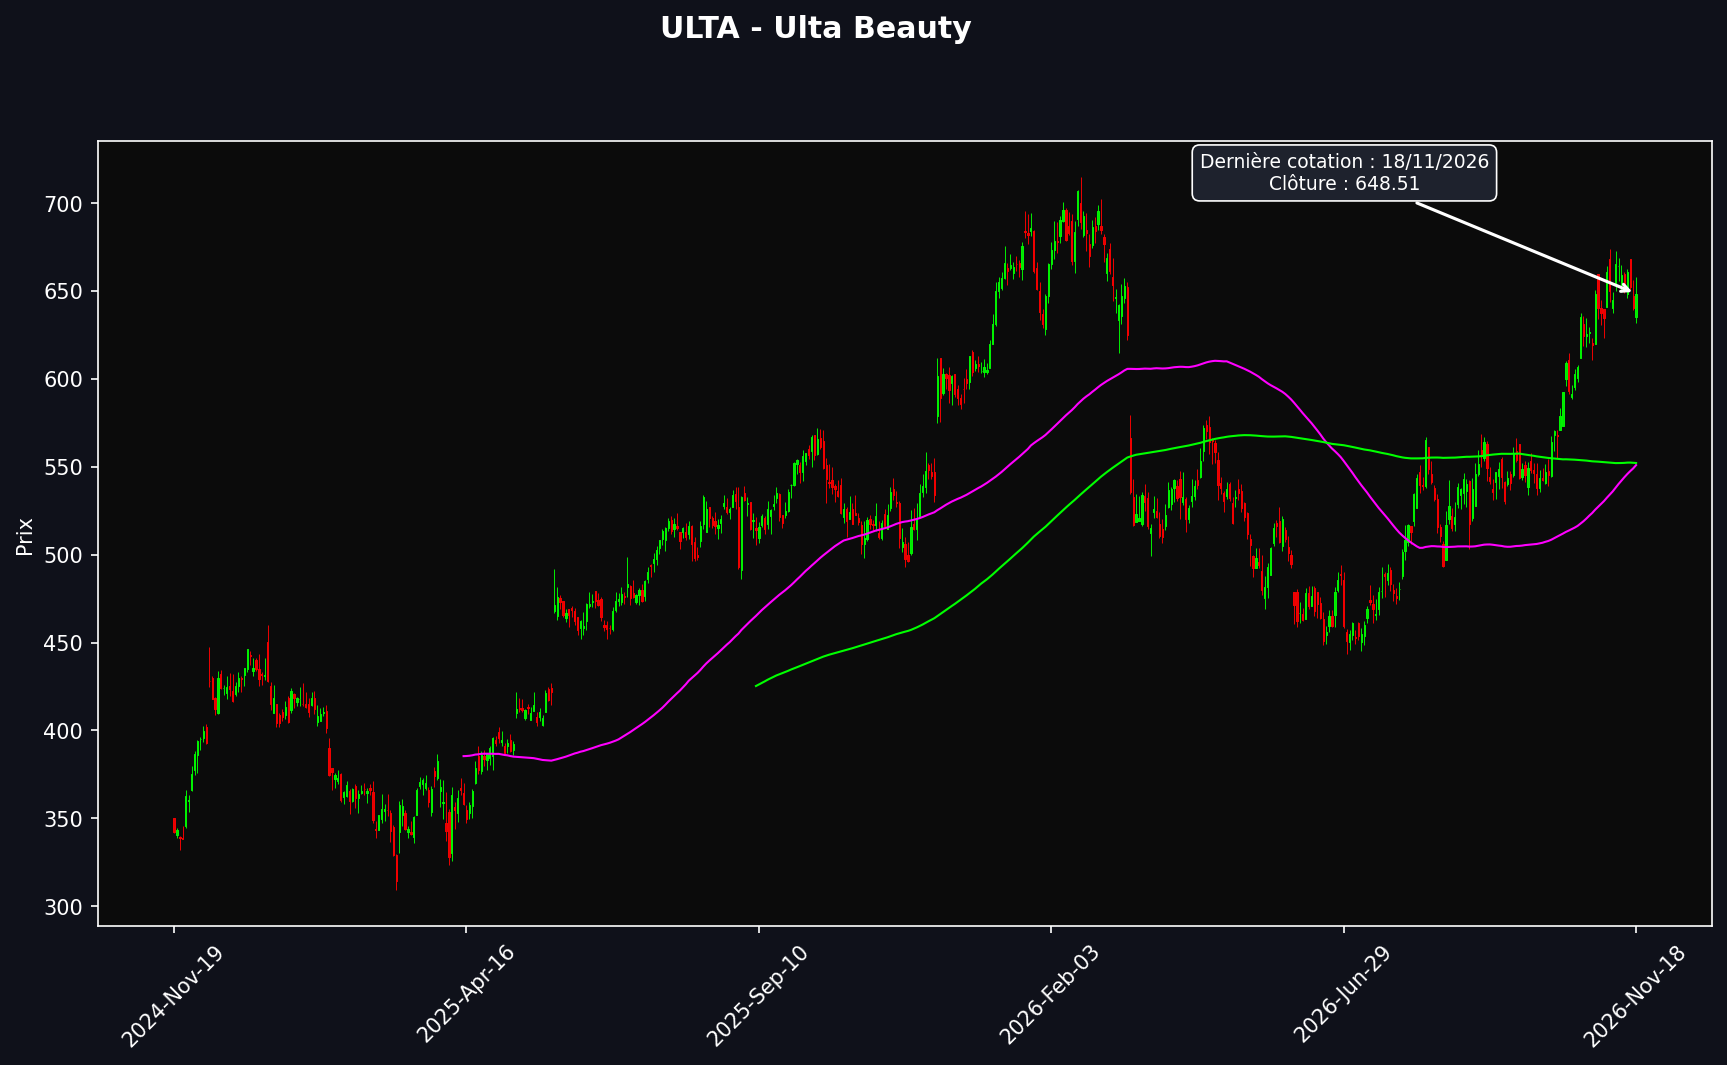 ULTA - Ulta Beauty
Dernière cotation : 18/11/2026
Clôture : 648.51
Prix
700
650
600
550
500
450
400
350
300
2024-Nov-19
2025-Apr-16
2025-Sep-10
2026-Feb-03
2026-Jun-29
2026-Nov-18